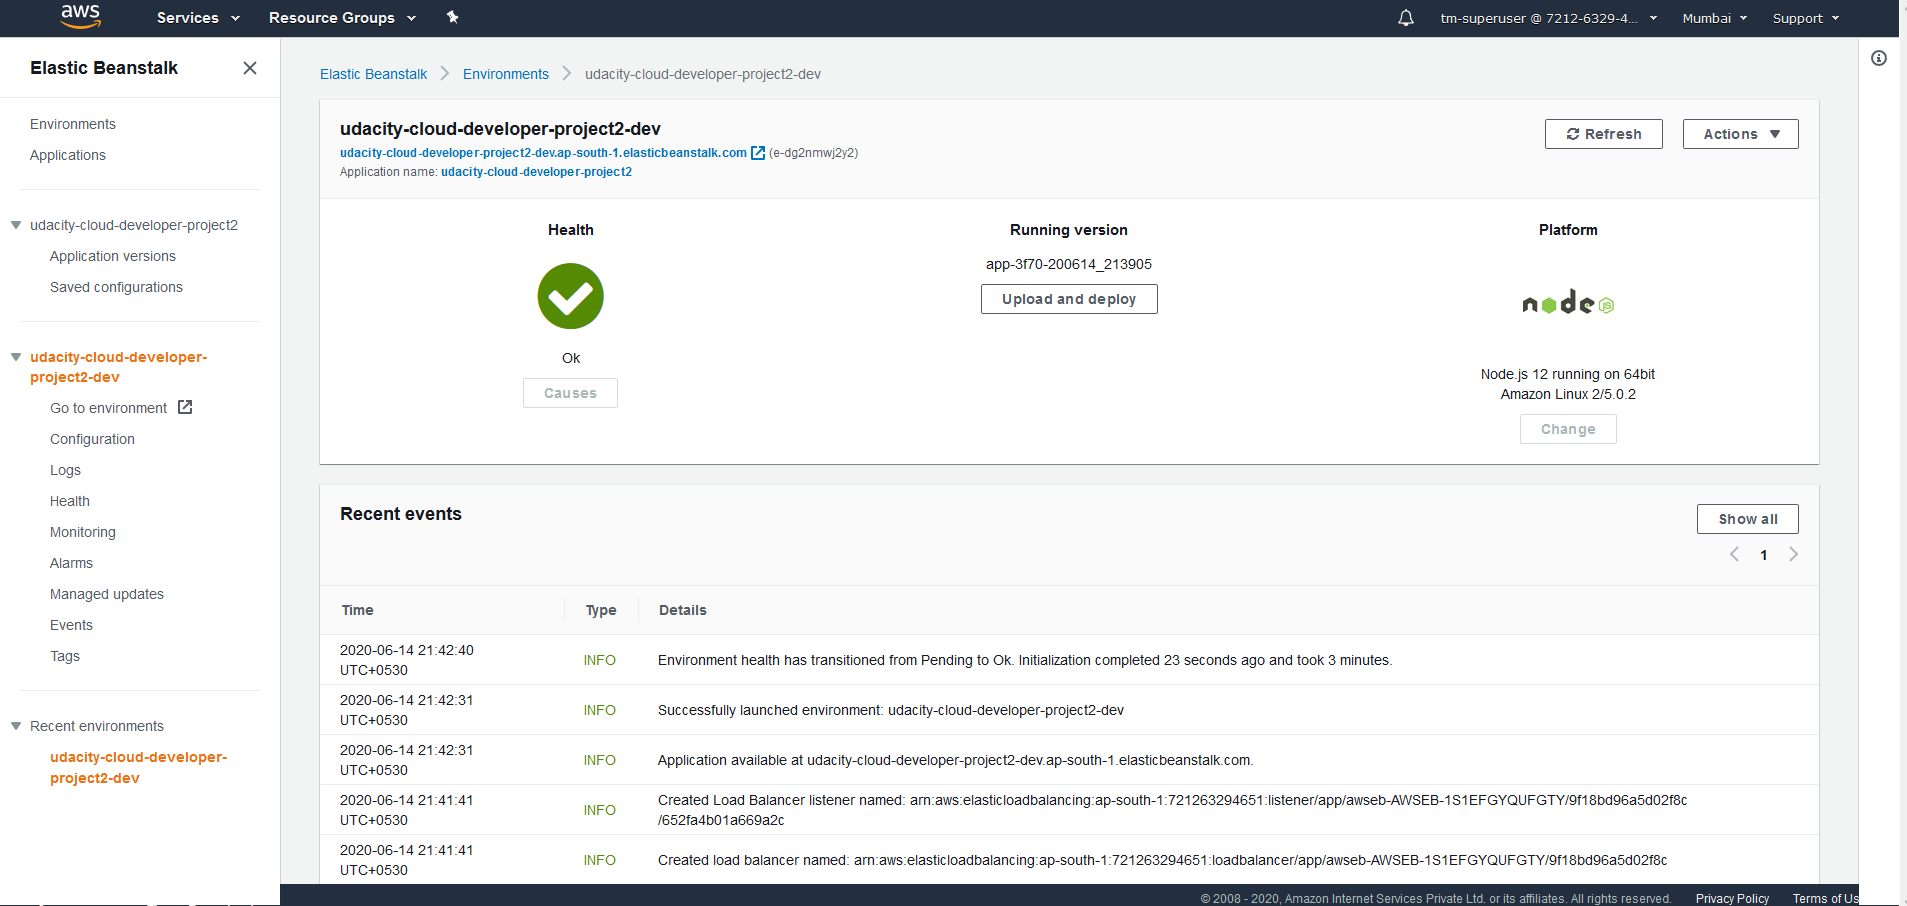 aws
Services
Resource Groups
tm-superuser @ 7212-6329-4...
Mumbai
Support
Elastic Beanstalk
Environments
Applications
udacity-cloud-developer-project2
Application versions
Saved configurations
udacity-cloud-developer-
project2-dev
Go to environment
Configuration
Logs
Health
Monitoring
Alarms
Managed updates
Events
Tags
Recent environments
udacity-cloud-developer-
project2-dev
Elastic Beanstalk
Environments
udacity-cloud-developer-project2-dev
udacity-cloud-developer-project2-dev
udacity-cloud-developer-project2-dev.ap-south-1.elasticbeanstalk.com (e-dg2nmwj2y2)
Application name: udacity-cloud-developer-project2
Refresh
Actions
Health
Ok
Causes
Running version
app-3f70-200614_213905
Upload and deploy
Platform
node JS
Node.js 12 running on 64bit
Amazon Linux 2/5.0.2
Change
Recent events
Show all
1
Time Type Details
2020-06-14 21:42:40
UTC+0530
INFO
Environment health has transitioned from Pending to Ok. Initialization completed 23 seconds ago and took 3 minutes.
2020-06-14 21:42:31
UTC+0530
INFO
Successfully launched environment: udacity-cloud-developer-project2-dev
2020-06-14 21:42:31
UTC+0530
INFO
Application available at udacity-cloud-developer-project2-dev.ap-south-1.elasticbeanstalk.com.
2020-06-14 21:41:41
UTC+0530
INFO
Created Load Balancer listener named: arn:aws:elasticloadbalancing:ap-south-1:721263294651:listener/app/awseb-AWSEB-1S1EFGYQUFGTY/9f18bd96a5d02f8c
/652fa4b01a669a2c
2020-06-14 21:41:41
UTC+0530
INFO
Created load balancer named: arn:aws:elasticloadbalancing:ap-south-1:721263294651:loadbalancer/app/awseb-AWSEB-1S1EFGYQUFGTY/9f18bd96a5d02f8c
© 2008 - 2020, Amazon Internet Services Private Ltd. or its affiliates. All rights reserved.
Privacy Policy
Terms of Us